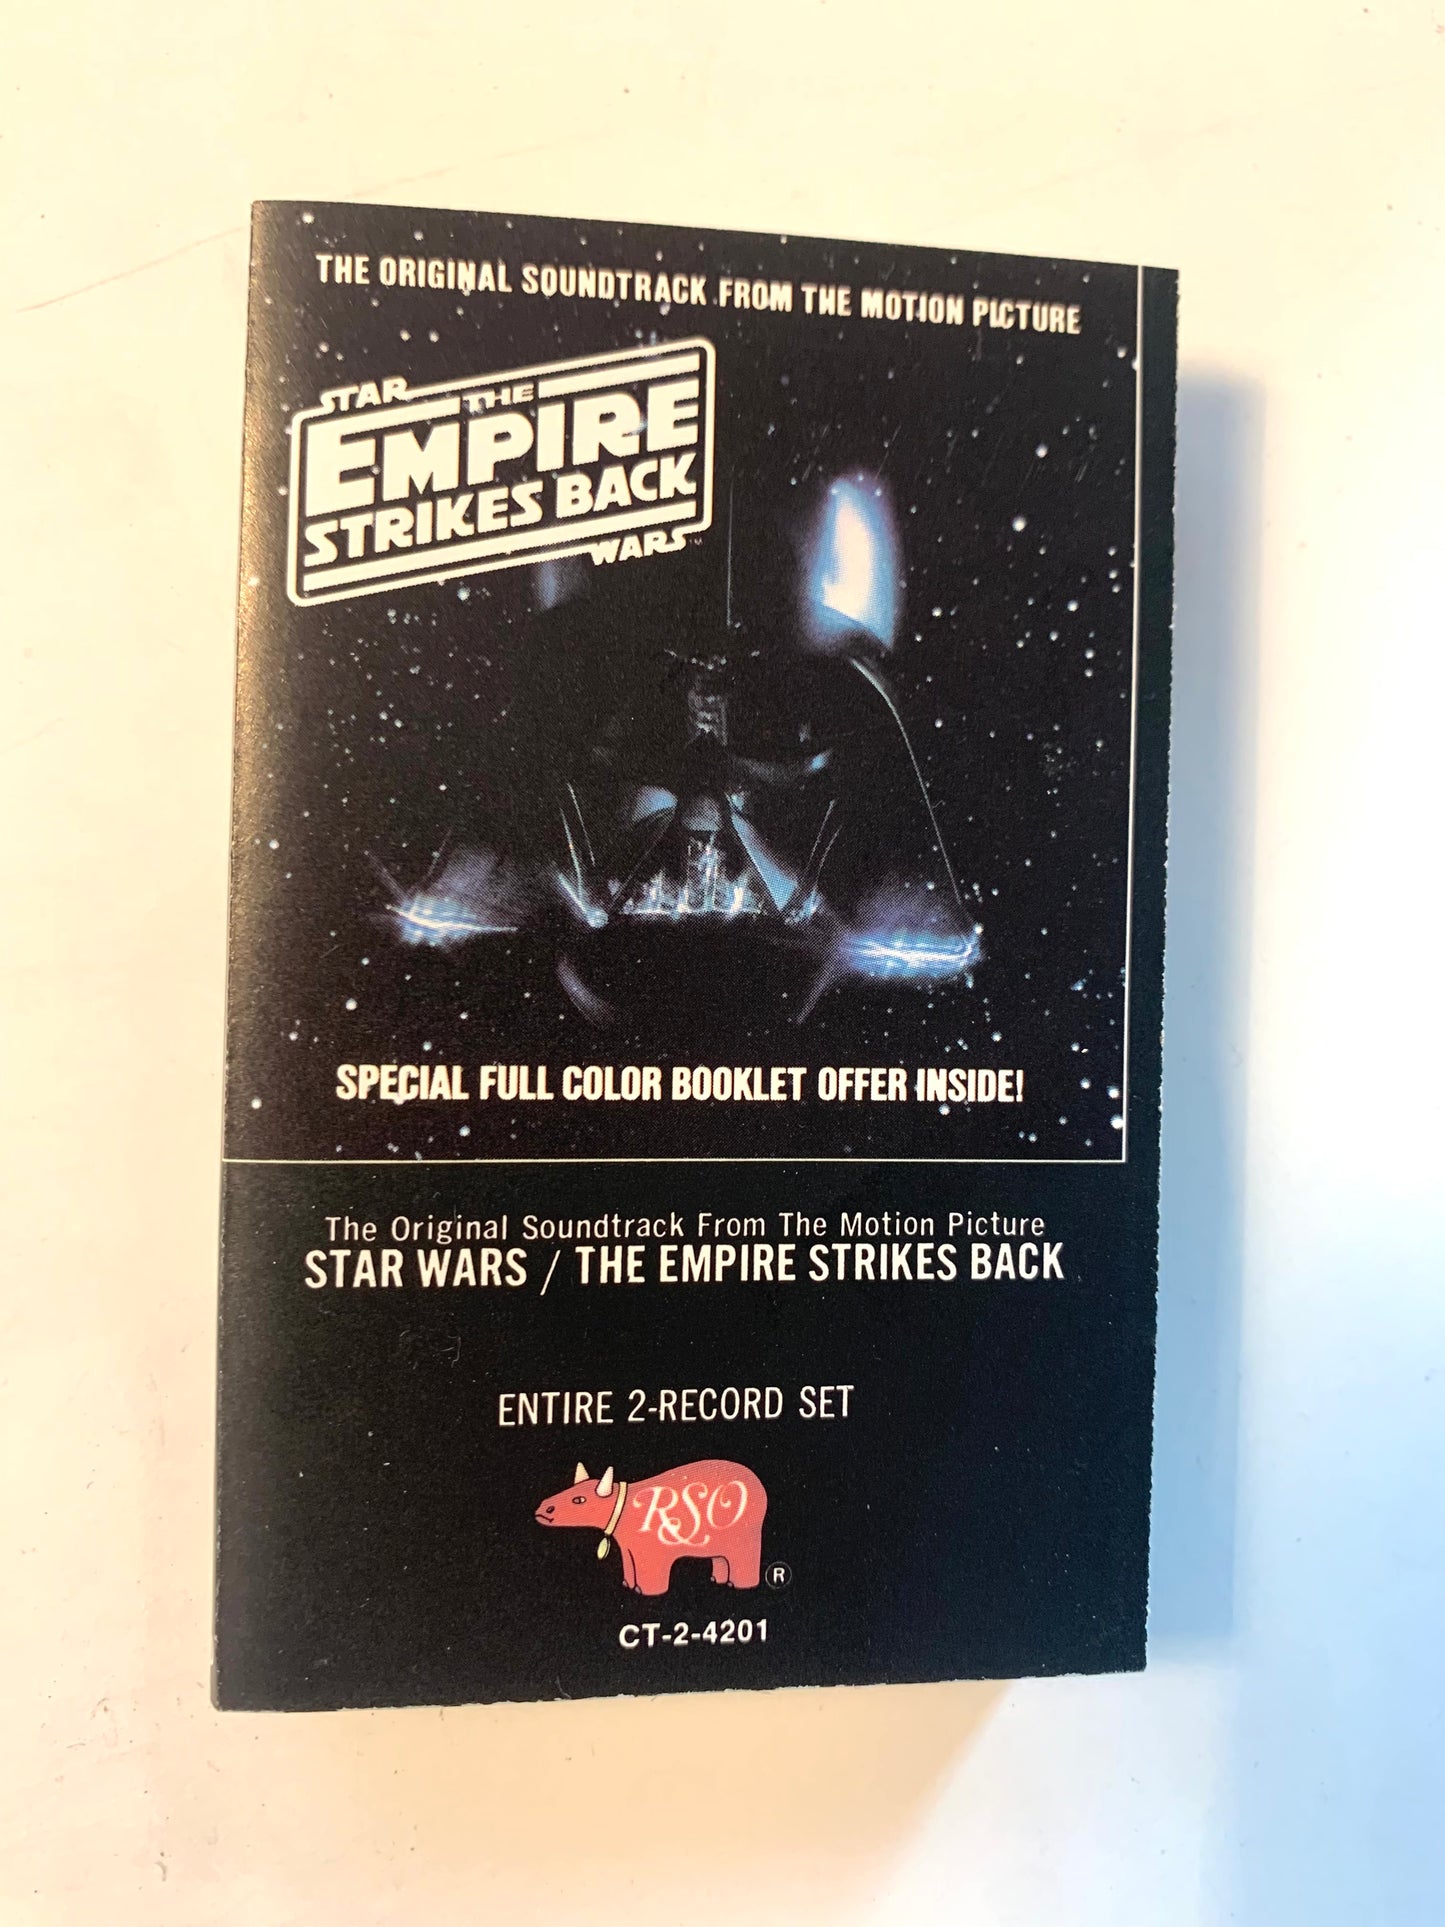 THE ORIGINAL SOUNDTRACK FROM THE MOTION PICTURE
STAR THE
EMPIRE
STRIKES BACK
WARS™
SPECIAL FULL COLOR BOOKLET OFFER INSIDE!
The Original Soundtrack From The Motion Picture
STAR WARS / THE EMPIRE STRIKES BACK
ENTIRE 2-RECORD SET
RSO
®
CT-2-4201